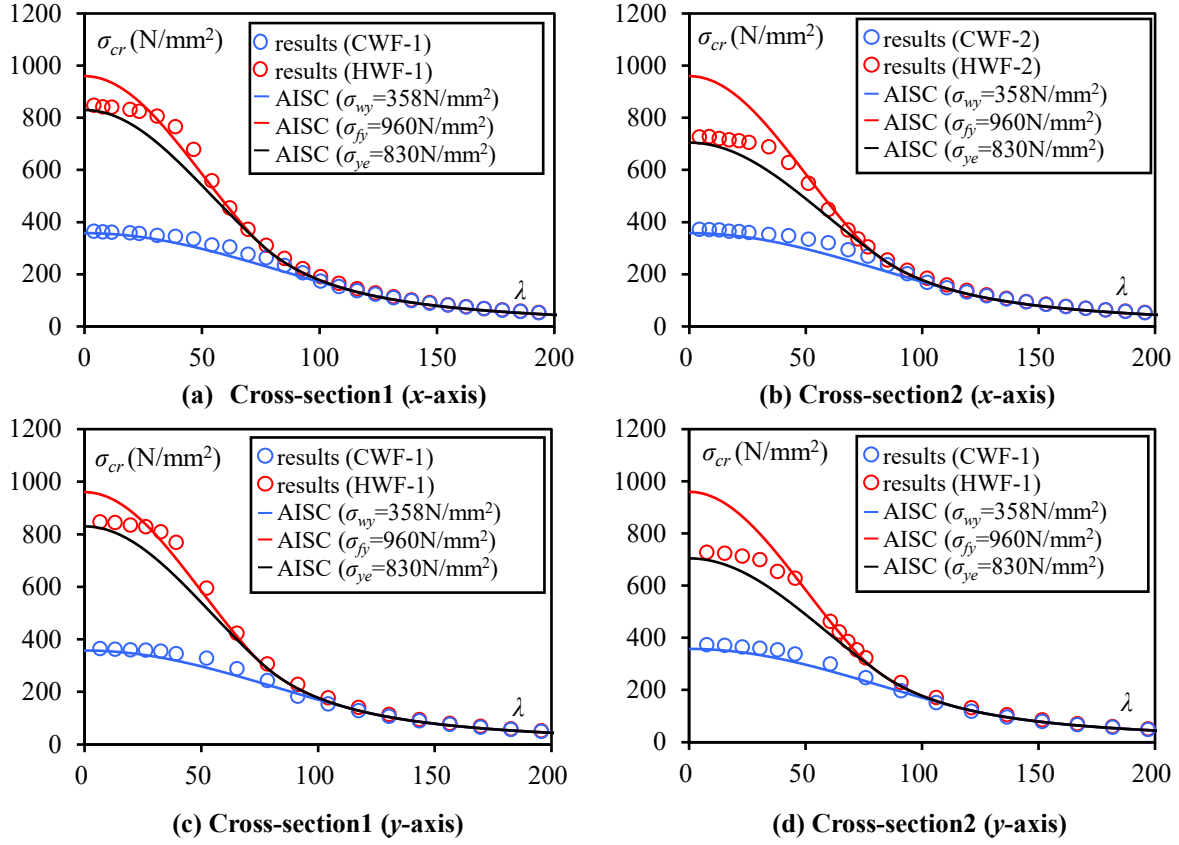 1200
1000
800
600
400
200
0
σcr (N/mm²)
results (CWF-1)
results (HWF-1)
AISC (σwy=358N/mm²)
AISC (σfy=960N/mm²)
AISC (σye=830N/mm²)
λ
0 50 100 150 200
(a) Cross-section1 (x-axis)
1200
1000
800
600
400
200
0
σcr (N/mm²)
results (CWF-2)
results (HWF-2)
AISC (σwy=358N/mm²)
AISC (σfy=960N/mm²)
AISC (σye=830N/mm²)
λ
0 50 100 150 200
(b) Cross-section2 (x-axis)
1200
1000
800
600
400
200
0
σcr (N/mm²)
results (CWF-1)
results (HWF-1)
AISC (σwy=358N/mm²)
AISC (σfy=960N/mm²)
AISC (σye=830N/mm²)
λ
0 50 100 150 200
(c) Cross-section1 (y-axis)
1200
1000
800
600
400
200
0
σcr (N/mm²)
results (CWF-1)
results (HWF-1)
AISC (σwy=358N/mm²)
AISC (σfy=960N/mm²)
AISC (σye=830N/mm²)
λ
0 50 100 150 200
(d) Cross-section2 (y-axis)